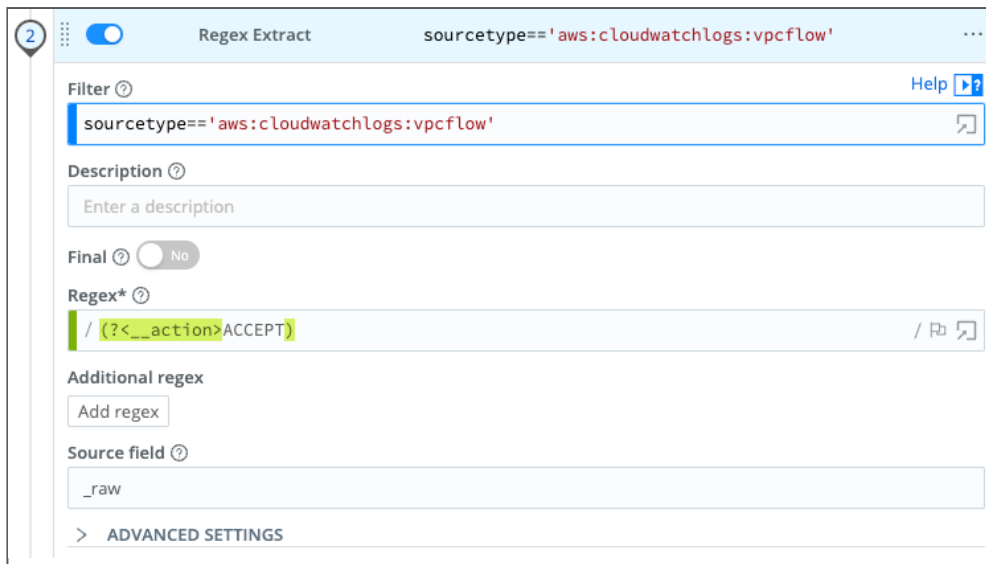 2 Regex Extract sourcetype=='aws:cloudwatchlogs:vpcflow' ...
Filter ? Help ?
sourcetype=='aws:cloudwatchlogs:vpcflow'
Description ?
Enter a description
Final ? No
Regex* ?
/ (?<__action>ACCEPT) /
Additional regex
Add regex
Source field ?
_raw
> ADVANCED SETTINGS